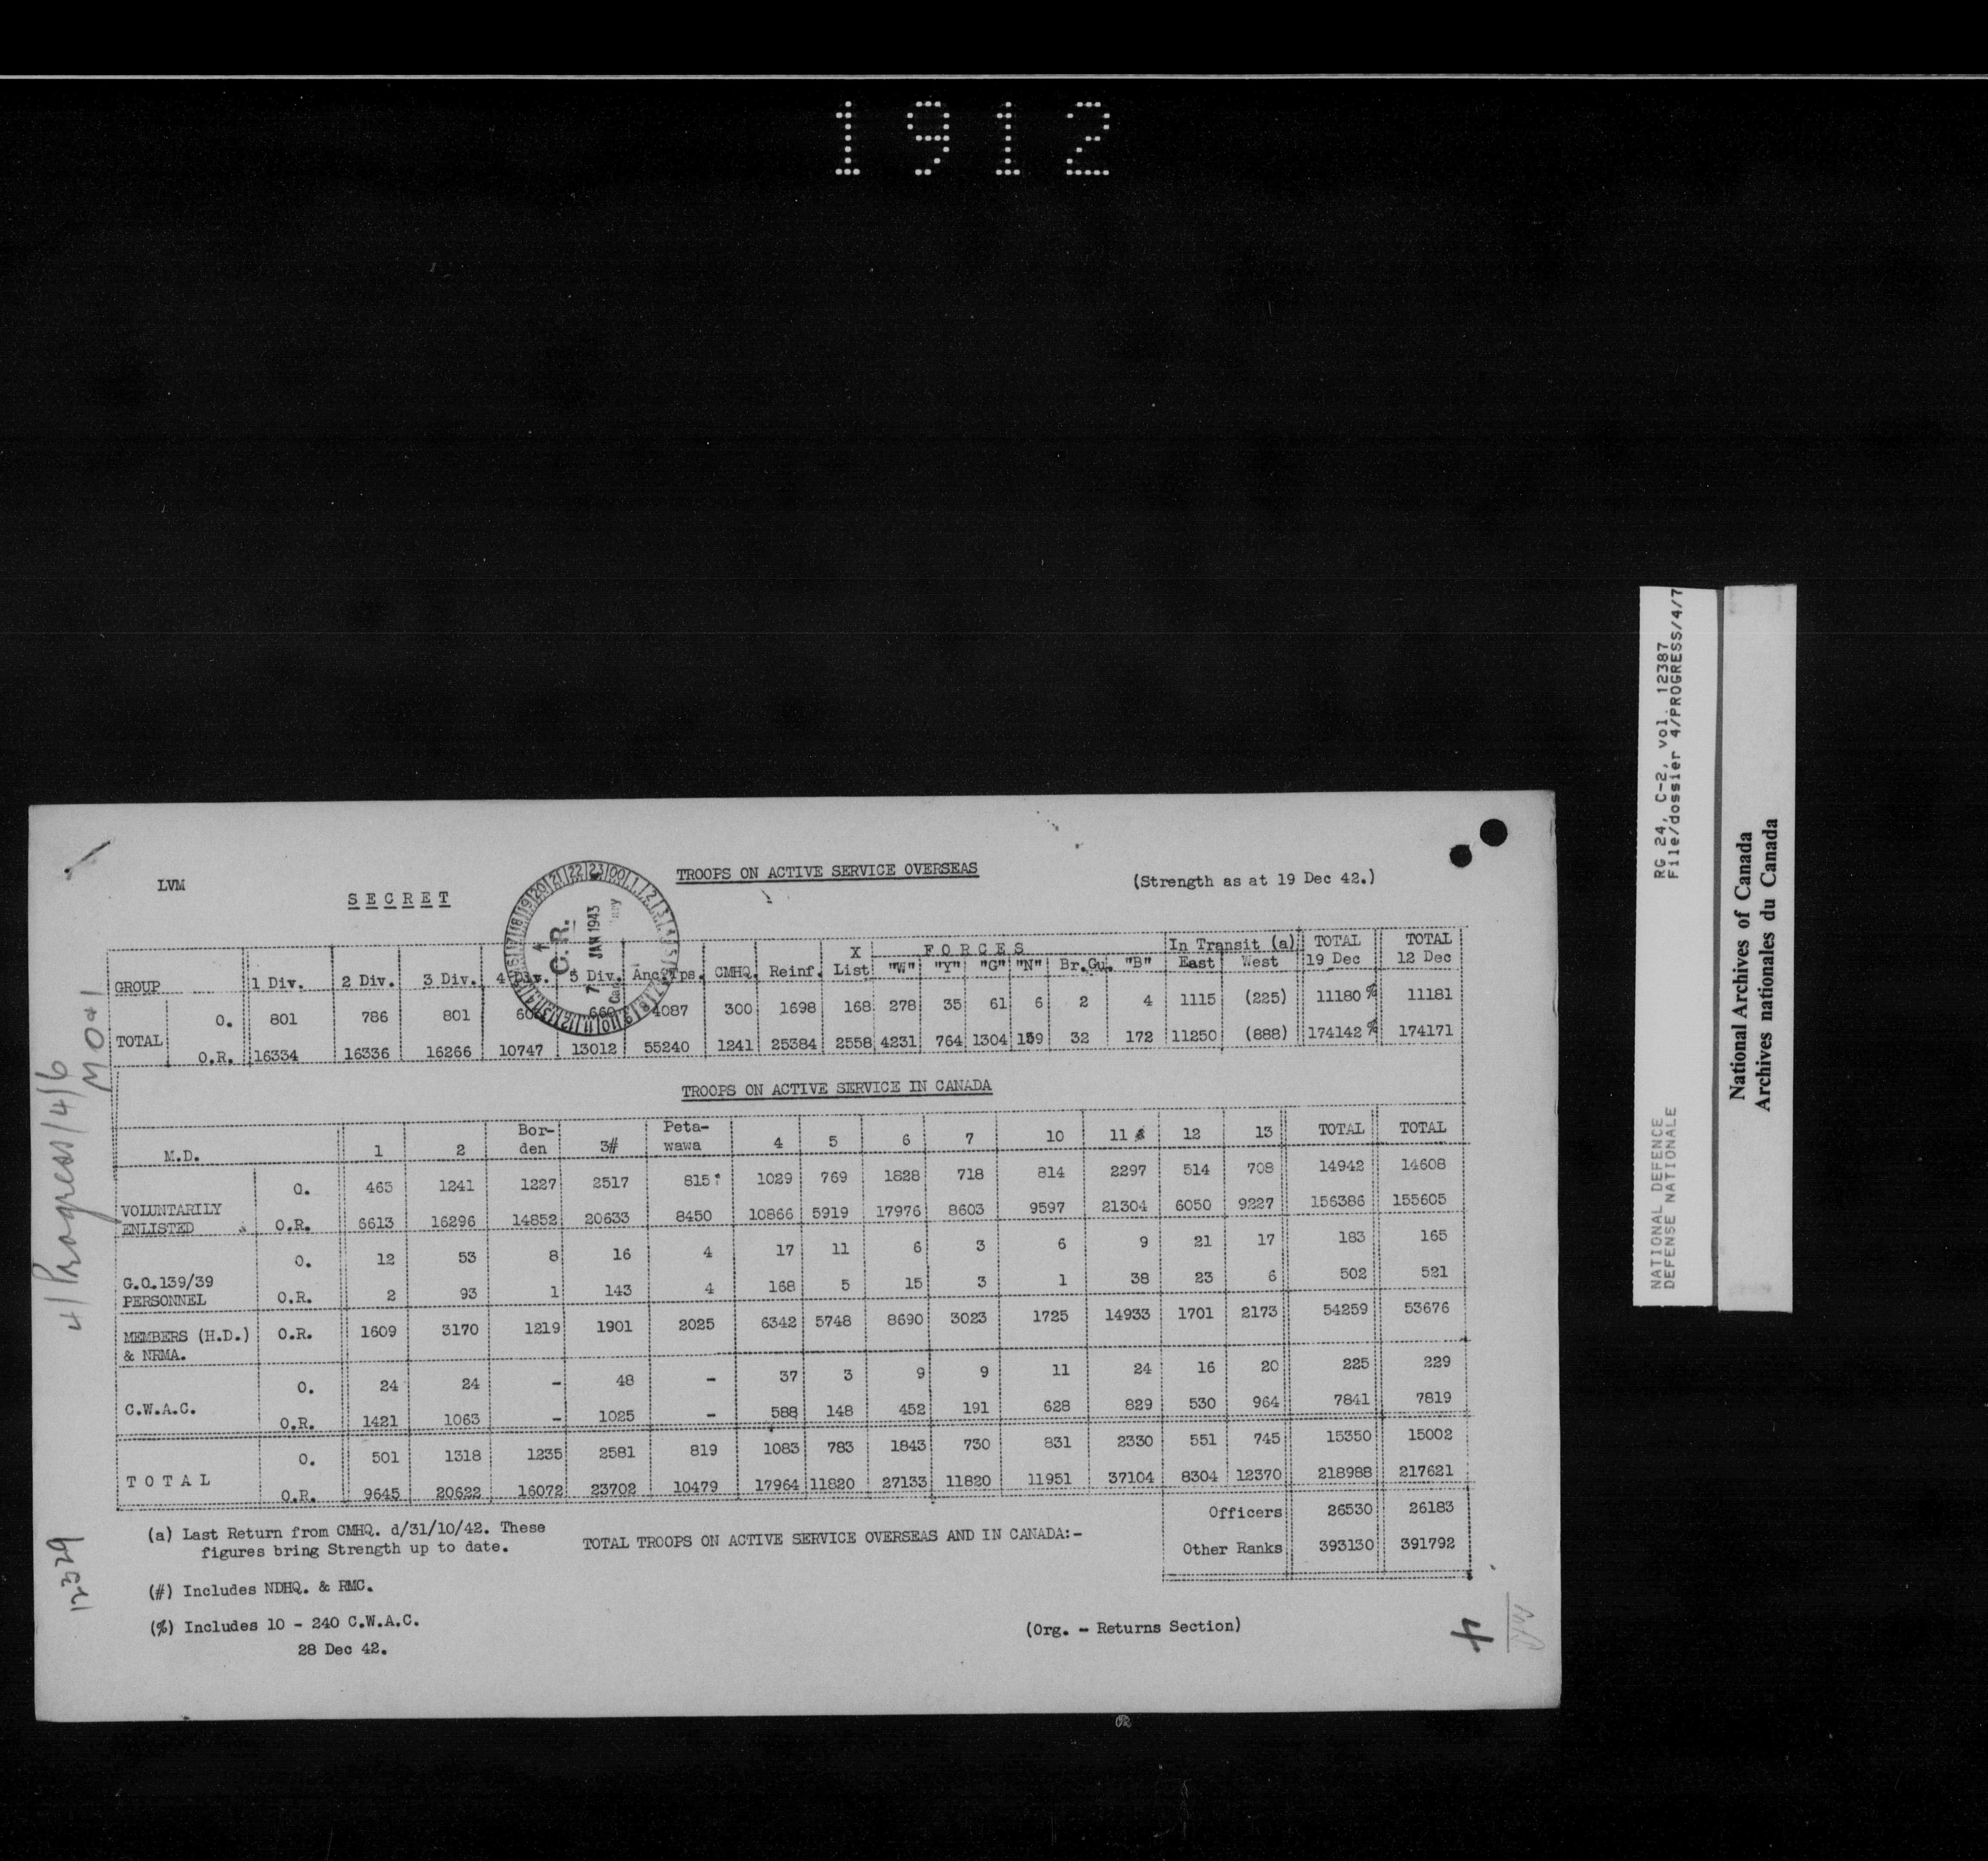 1912
TROOPS ON ACTIVE SERVICE OVERSEAS
LVM
SECRET
(Strength as at 19 Dec 42.)
C.R.
7 JAN 1943
GROUP 1 Div. 2 Div. 3 Div. 4 Div. 5 Div. Anc.Tps. CMHQ. Reinf. X List FORCES "W" "Y" "G" "N" Br.Gu. "B" In Transit (a) East West TOTAL 19 Dec TOTAL 12 Dec
TOTAL O. 801 786 801 660 4087 300 1698 168 278 35 61 6 2 4 1115 (225) 11180 % 11181
O.R. 16334 16336 16266 10747 13012 55240 1241 25384 2558 4231 764 1304 159 32 172 11250 (888) 174142 % 174171
TROOPS ON ACTIVE SERVICE IN CANADA
M.D. 1 2 Bor-den 3# Peta-wawa 4 5 6 7 10 11 12 13 TOTAL TOTAL
VOLUNTARILY ENLISTED O. 465 1241 1227 2517 815 1029 769 1828 718 814 2297 514 708 14942 14608
O.R. 6613 16296 14852 20633 8450 10866 5919 17976 8603 9597 21304 6050 9227 156386 155605
G.O.139/39 PERSONNEL O. 12 53 8 16 4 17 11 6 3 6 9 21 17 183 165
O.R. 2 93 1 143 4 168 5 15 3 1 38 23 6 502 521
MEMBERS (H.D.) & NRMA. O.R. 1609 3170 1219 1901 2025 6342 5748 8690 3023 1725 14933 1701 2173 54259 53676
C.W.A.C. O. 24 24 - 48 - 37 3 9 9 11 24 16 20 225 229
O.R. 1421 1063 - 1025 - 588 148 452 191 628 829 530 964 7841 7819
TOTAL O. 501 1318 1235 2581 819 1083 783 1843 730 831 2330 551 745 15350 15002
O.R. 9645 20622 16072 23702 10479 17964 11820 27133 11820 11951 37104 8304 12370 218988 217621
(a) Last Return from CMHQ. d/31/10/42. These
figures bring Strength up to date.
TOTAL TROOPS ON ACTIVE SERVICE OVERSEAS AND IN CANADA:-
Officers 26530 26183
Other Ranks 393130 391792
(#) Includes NDHQ. & RMC.
(%) Includes 10 - 240 C.W.A.C.
28 Dec 42.
(Org. - Returns Section)
4/Progress/4/6
12329
4
RG 24, C-2, vol. 12387
File/dossier 4/PROGRESS/4/7
NATIONAL DEFENCE
DEFENSE NATIONALE
National Archives of Canada
Archives nationales du Canada